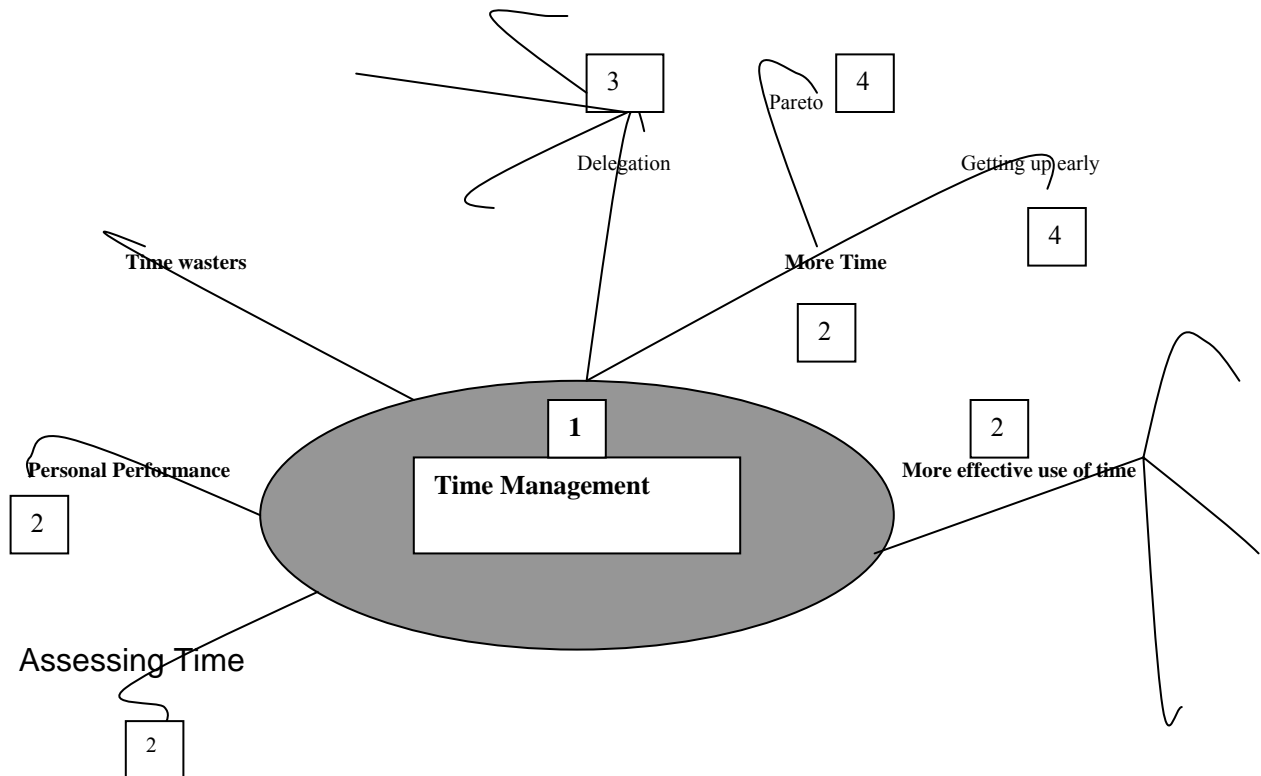 3
4
Pareto
Delegation
Getting up early
4
Time wasters
More Time
2
1
2
Personal Performance
Time Management
More effective use of time
2
Assessing Time
2